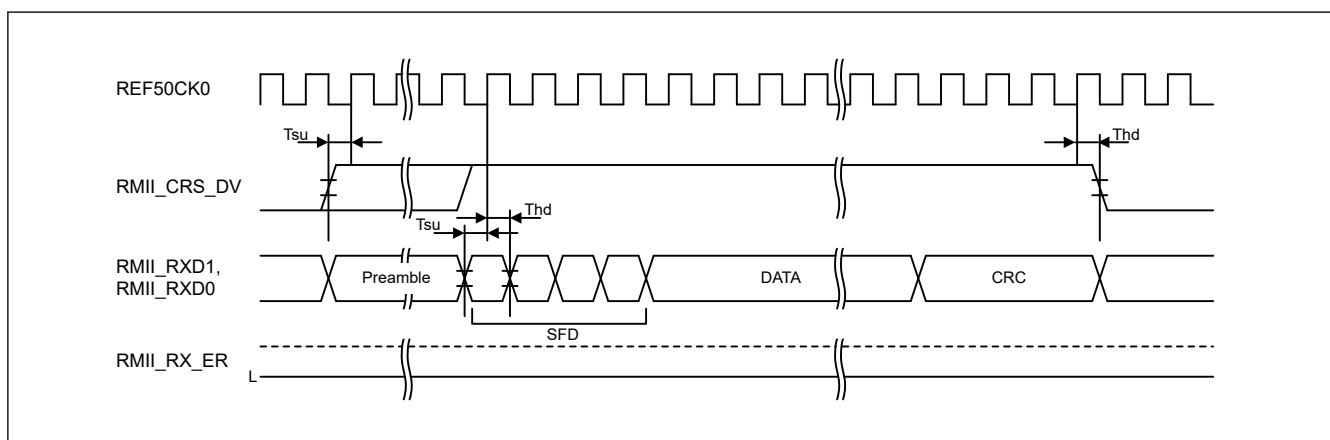 REF50CK0
Tsu
Thd
RMII_CRS_DV
Thd
Tsu
RMII_RXD1,
RMII_RXD0
Preamble
DATA
CRC
SFD
RMII_RX_ER
L